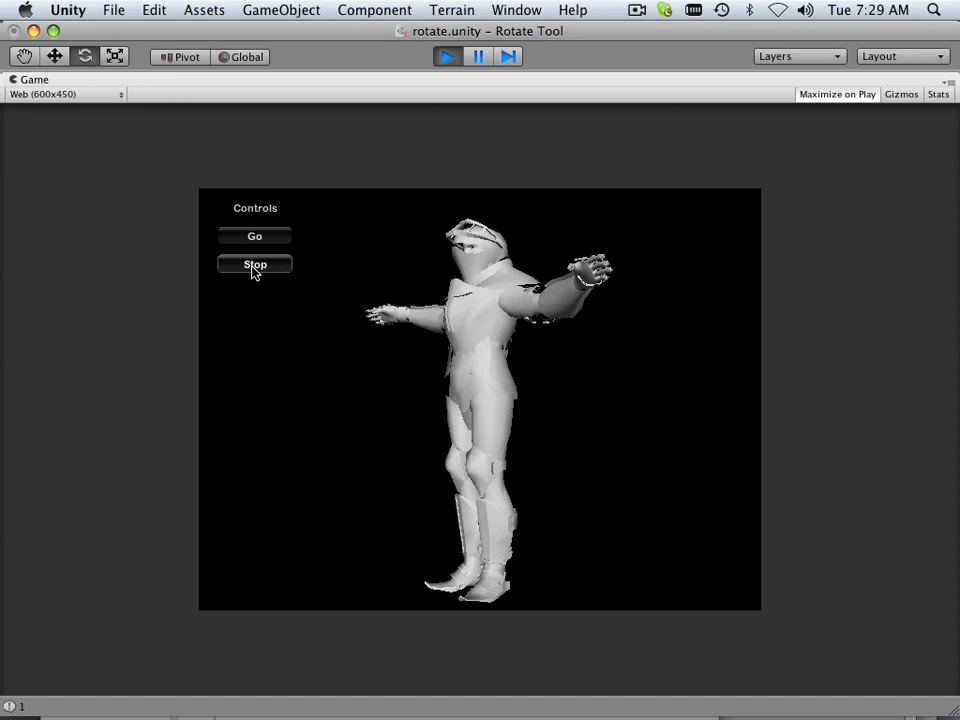 Unity File Edit Assets GameObject Component Terrain Window Help Tue 7:29 AM
rotate.unity – Rotate Tool
Pivot Global Layers Layout
Game
Web (600x450) Maximize on Play Gizmos Stats
Controls
Go
Stop
1